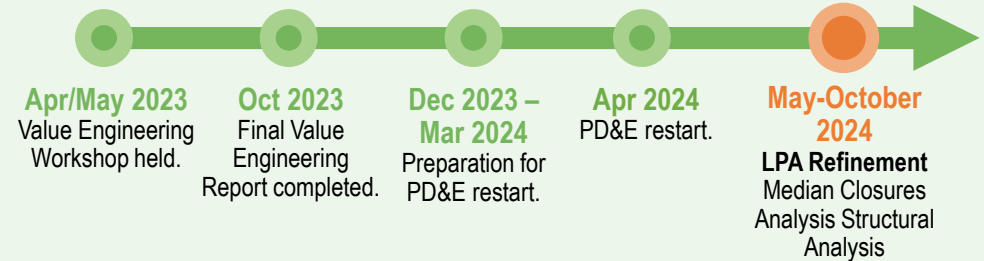 Apr/May 2023
Value Engineering
Workshop held.
Oct 2023
Final Value
Engineering
Report completed.
Dec 2023 –
Mar 2024
Preparation for
PD&E restart.
Apr 2024
PD&E restart.
May-October
2024
LPA Refinement
Median Closures
Analysis Structural
Analysis